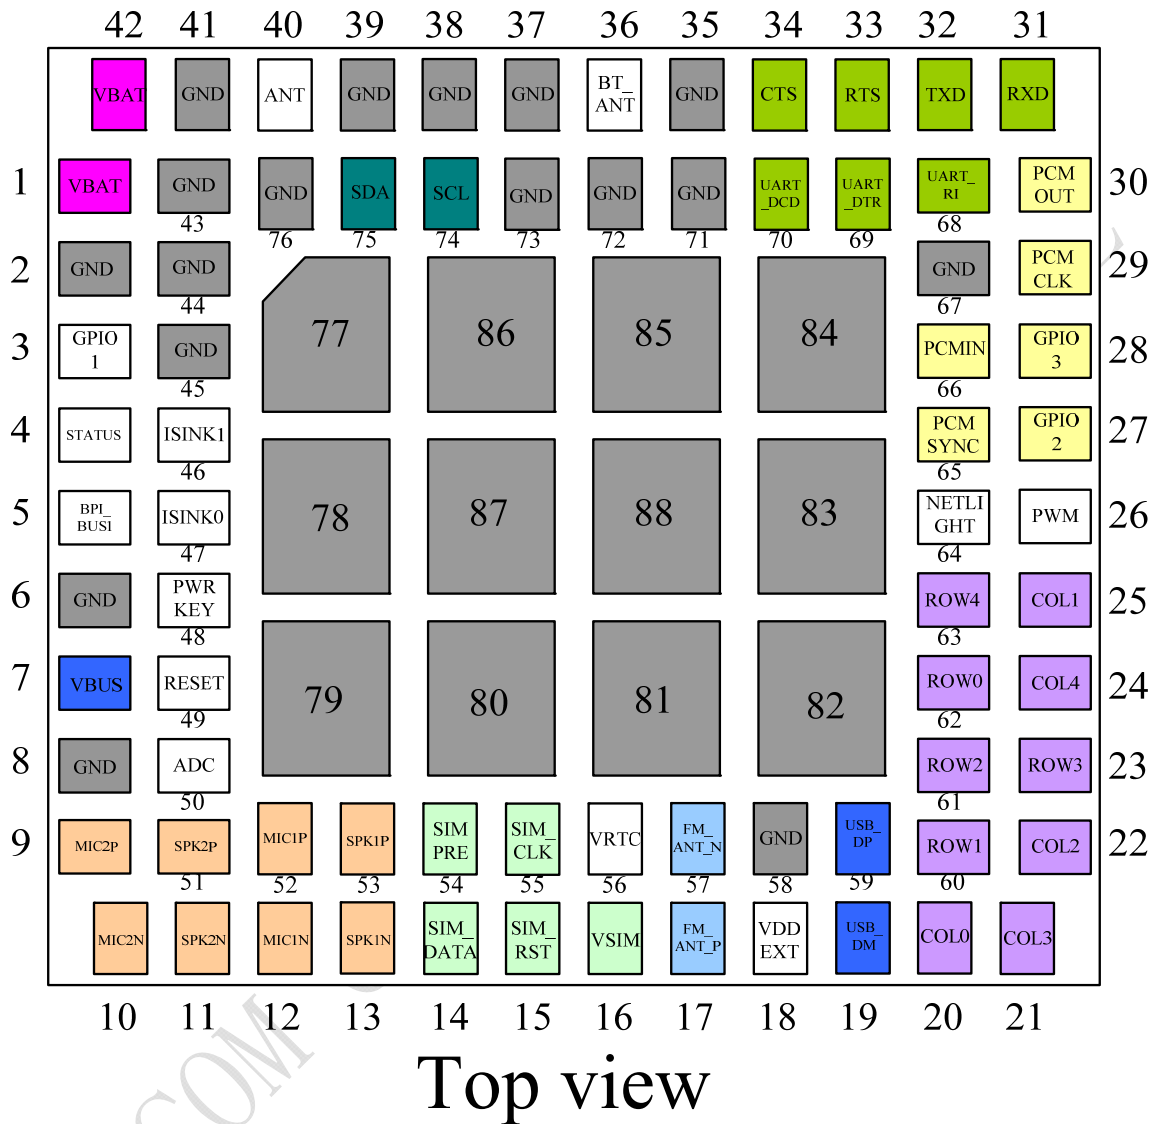 42 41 40 39 38 37 36 35 34 33 32 31
VBAT GND ANT GND GND GND BT_ GND CTS RTS TXD RXD
ANT
1 VBAT GND GND SDA SCL GND GND GND UART UART UART_ PCM 30
_DCD _DTR RI OUT
43 76 75 74 73 72 71 70 69 68
2 GND GND GND PCM 29
CLK
44 67
77 86 85 84
3 GPIO GND PCMIN GPIO 28
1 3
45 66
4 STATUS ISINK1 PCM GPIO 27
SYNC 2
46 65
5 BPI_ ISINK0 NETLI PWM 26
BUS1 GHT
47 64
78 87 88 83
6 GND PWR ROW4 COL1 25
KEY
48 63
7 VBUS RESET ROW0 COL4 24
49 62
79 80 81 82
8 GND ADC ROW2 ROW3 23
50 61
9 MIC2P SPK2P MIC1P SPK1P SIM SIM_ VRTC FM_ GND USB_ ROW1 COL2 22
PRE CLK ANT_N DP
51 52 53 54 55 56 57 58 59 60
MIC2N SPK2N MIC1N SPK1N SIM_ SIM_ VSIM FM_ VDD USB_ COL0 COL3
DATA RST ANT_P EXT DM
10 11 12 13 14 15 16 17 18 19 20 21
Top view
COM